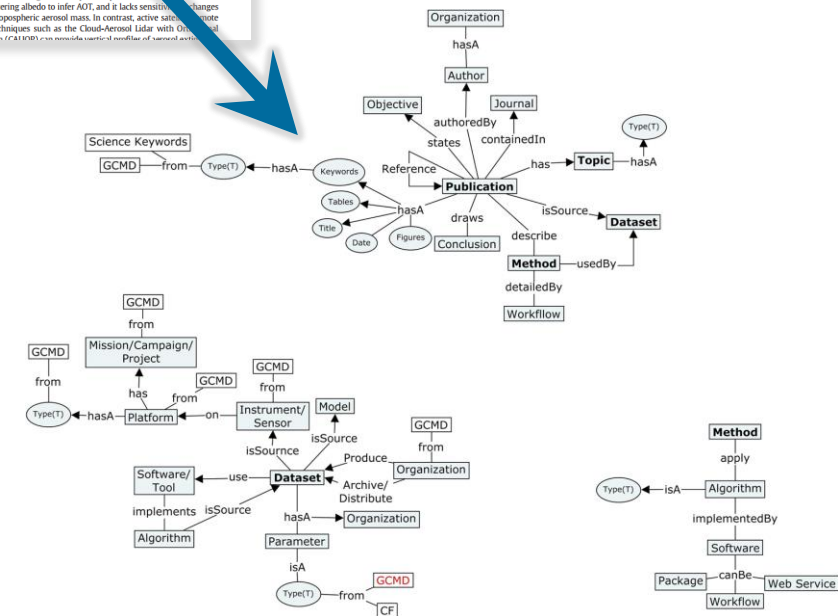 ering albedo to infer AOT, and it lacks
changes
opospheric aerosol mass. In contrast, active
mote
chniques such as the Cloud-Aerosol Lidar with
can provide vertical profiles of aerosol
Organization
hasA
Author
Objective
Journal
authoredBy
states
containedIn
Type(T)
Science Keywords
GCMD
from
Type(T)
hasA
Keywords
Reference
has
Topic
hasA
Publication
Tables
hasA
isSource
Title
Date
Figures
draws
Dataset
Conclusion
describe
Method
usedBy
detailedBy
Workfllow
GCMD
from
Mission/Campaign/
Project
GCMD
from
has
from
GCMD
GCMD
from
Type(T)
hasA
Platform
on
Instrument/
Sensor
Model
isSournce
isSource
GCMD
from
Produce
Organization
Software/
Tool
use
Dataset
Archive/
Distribute
implements
isSource
hasA
Organization
Algorithm
Parameter
isA
Type(T)
from
GCMD
CF
Method
apply
Type(T)
isA
Algorithm
implementedBy
Software
Package
canBe
Web Service
Workflow